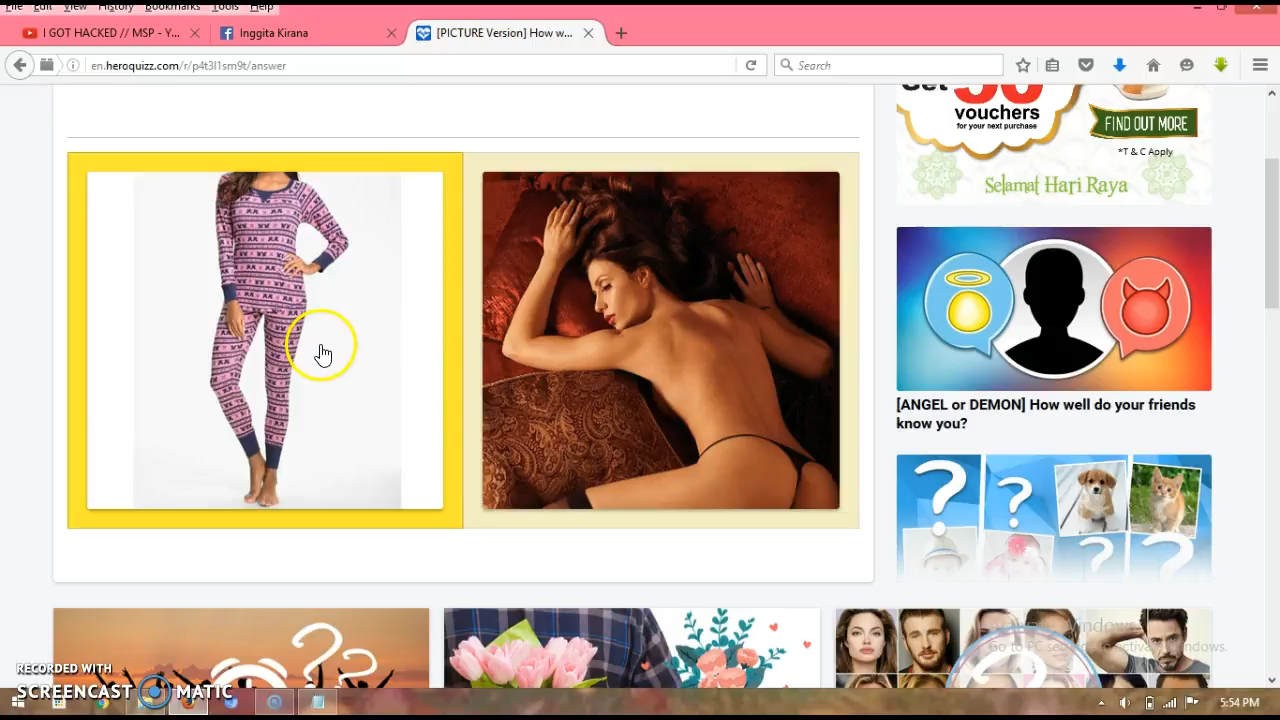 File Edit View History Bookmarks Tools Help
I GOT HACKED // MSP - Y...
Inggita Kirana
[PICTURE Version] How w...
en.heroquizz.com/r/p4t3l1sm9t/answer
Search
vouchers
for your next purchase
FIND OUT MORE
*T & C Apply
Selamat Hari Raya
[ANGEL or DEMON] How well do your friends
know you?
RECORDED WITH
SCREENCAST MATIC
5:54 PM